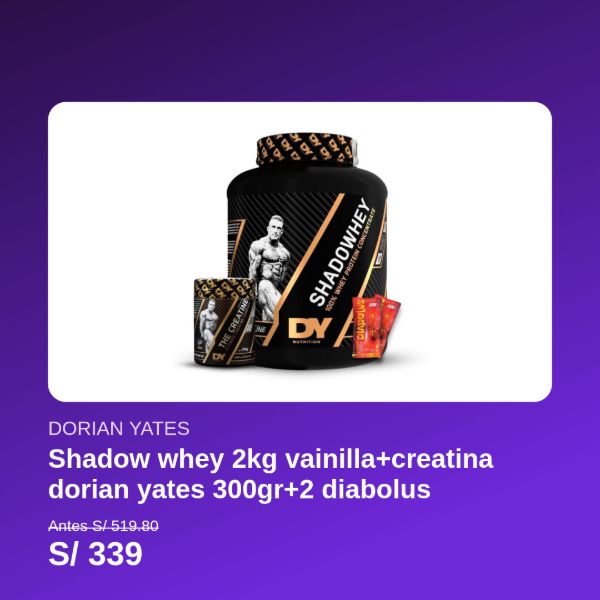 SHADOWHEY
100% WHEY PROTEIN CONCENTRATE
DY
NUTRITION
THE CREATINE
DY
DIABOLUS
DORIAN YATES
Shadow whey 2kg vainilla+creatina
dorian yates 300gr+2 diabolus
Antes S/ 519.80
S/ 339